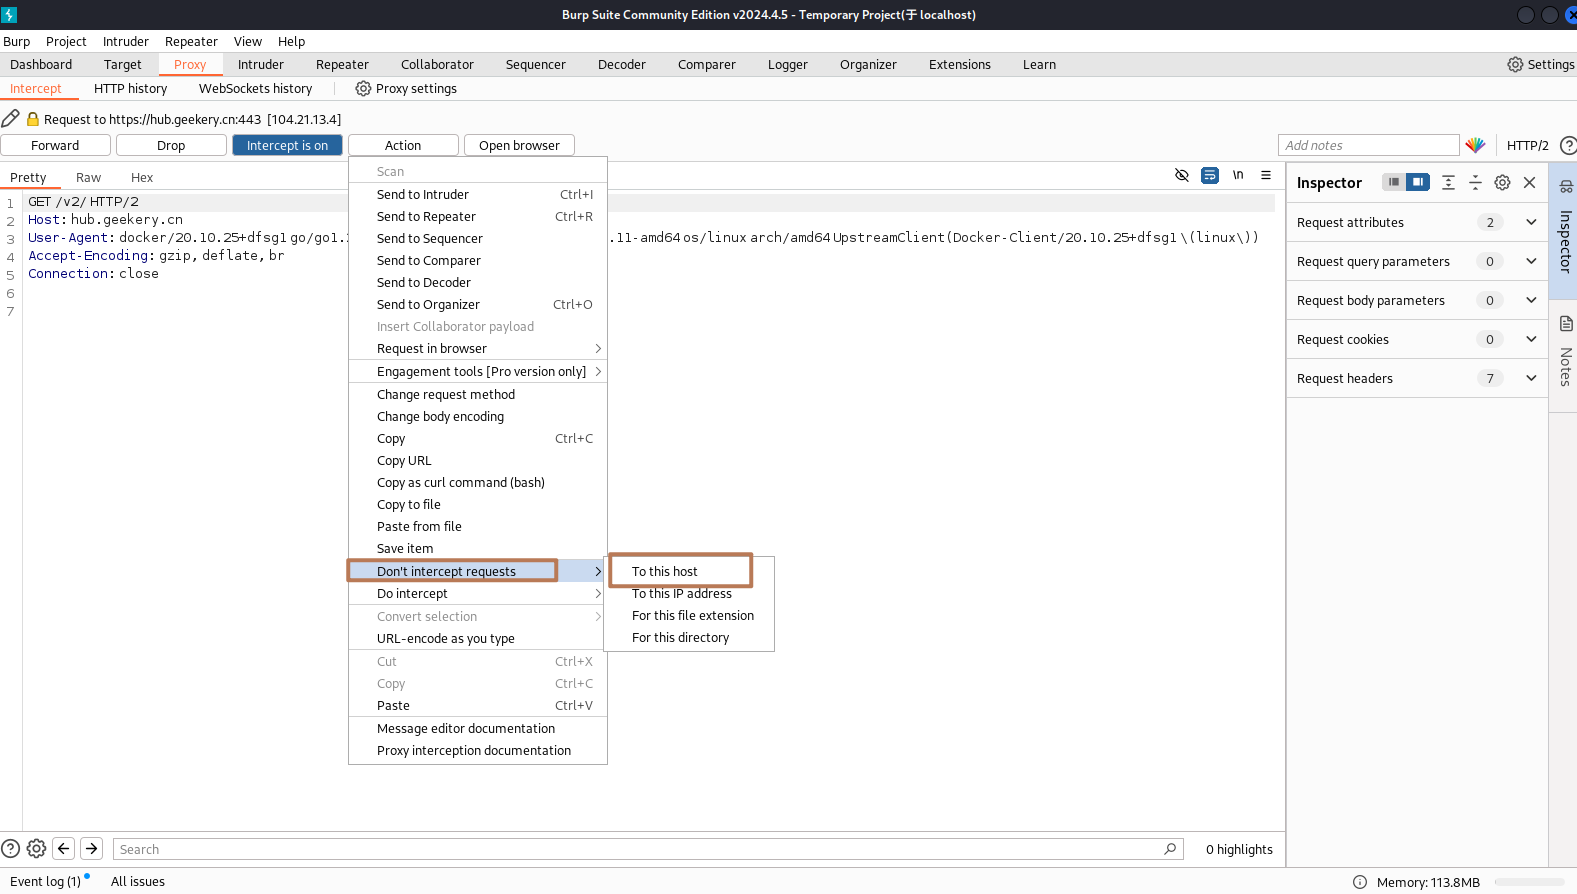 Burp Suite Community Edition v2024.4.5 - Temporary Project(于 localhost)
Burp Project Intruder Repeater View Help
Dashboard Target Proxy Intruder Repeater Collaborator Sequencer Decoder Comparer Logger Organizer Extensions Learn Settings
Intercept HTTP history WebSockets history Proxy settings
Request to https://hub.geekery.cn:443 [104.21.13.4]
Forward Drop Intercept is on Action Open browser Add notes HTTP/2
Pretty Raw Hex \n
1 GET /v2/ HTTP/2
2 Host: hub.geekery.cn
3 User-Agent: docker/20.10.25+dfsg1 go/go1. .11-amd64 os/linux arch/amd64 UpstreamClient(Docker-Client/20.10.25+dfsg1 \(linux\))
4 Accept-Encoding: gzip, deflate, br
5 Connection: close
6
7
Scan
Send to Intruder Ctrl+I
Send to Repeater Ctrl+R
Send to Sequencer
Send to Comparer
Send to Decoder
Send to Organizer Ctrl+O
Insert Collaborator payload
Request in browser
Engagement tools [Pro version only]
Change request method
Change body encoding
Copy Ctrl+C
Copy URL
Copy as curl command (bash)
Copy to file
Paste from file
Save item
Don't intercept requests
Do intercept
Convert selection
URL-encode as you type
Cut Ctrl+X
Copy Ctrl+C
Paste Ctrl+V
Message editor documentation
Proxy interception documentation
To this host
To this IP address
For this file extension
For this directory
Inspector
Request attributes 2
Request query parameters 0
Request body parameters 0
Request cookies 0
Request headers 7
Inspector
Notes
Search 0 highlights
Event log (1) All issues Memory: 113.8MB